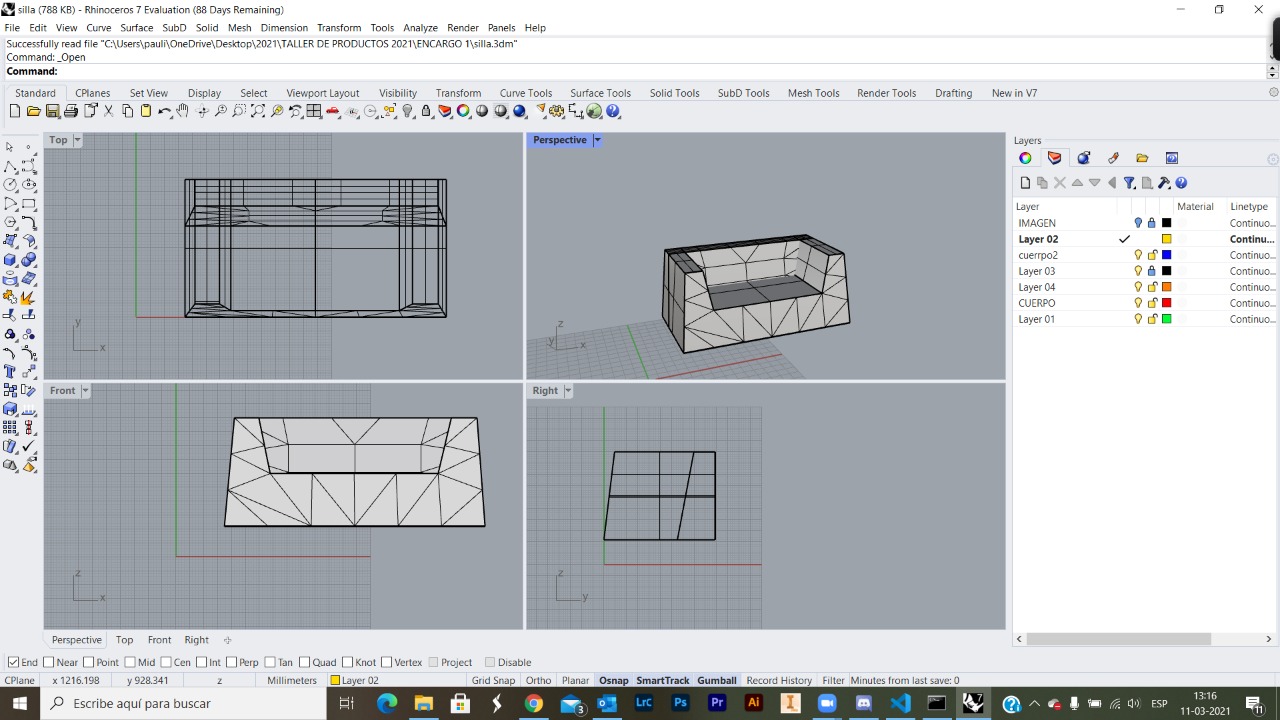 silla (788 KB) - Rhinoceros 7 Evaluation (88 Days Remaining)
File Edit View Curve Surface SubD Solid Mesh Dimension Transform Tools Analyze Render Panels Help
Successfully read file "C:\Users\pauli\OneDrive\Desktop\2021\TALLER DE PRODUCTOS 2021\ENCARGO 1\silla.3dm"
Command: _Open
Command:
Standard CPlanes Set View Display Select Viewport Layout Visibility Transform Curve Tools Surface Tools Solid Tools SubD Tools Mesh Tools Render Tools Drafting New in V7
Top
y
x
Perspective
z
y
x
Front
z
x
Right
z
y
Layers
Layer Material Linetype
IMAGEN Continuo...
Layer 02 Continu...
cuerrpo2 Continuo...
Layer 03 Continuo...
Layer 04 Continuo...
CUERPO Continuo...
Layer 01 Continuo...
Perspective Top Front Right
End Near Point Mid Cen Int Perp Tan Quad Knot Vertex Project Disable
CPlane x 1216.198 y 928.341 z Millimeters Layer 02 Grid Snap Ortho Planar Osnap SmartTrack Gumball Record History Filter Minutes from last save: 0
Escribe aquí para buscar
3
11
Lrc Ps Pr Ai I
ESP
13:16
11-03-2021
11